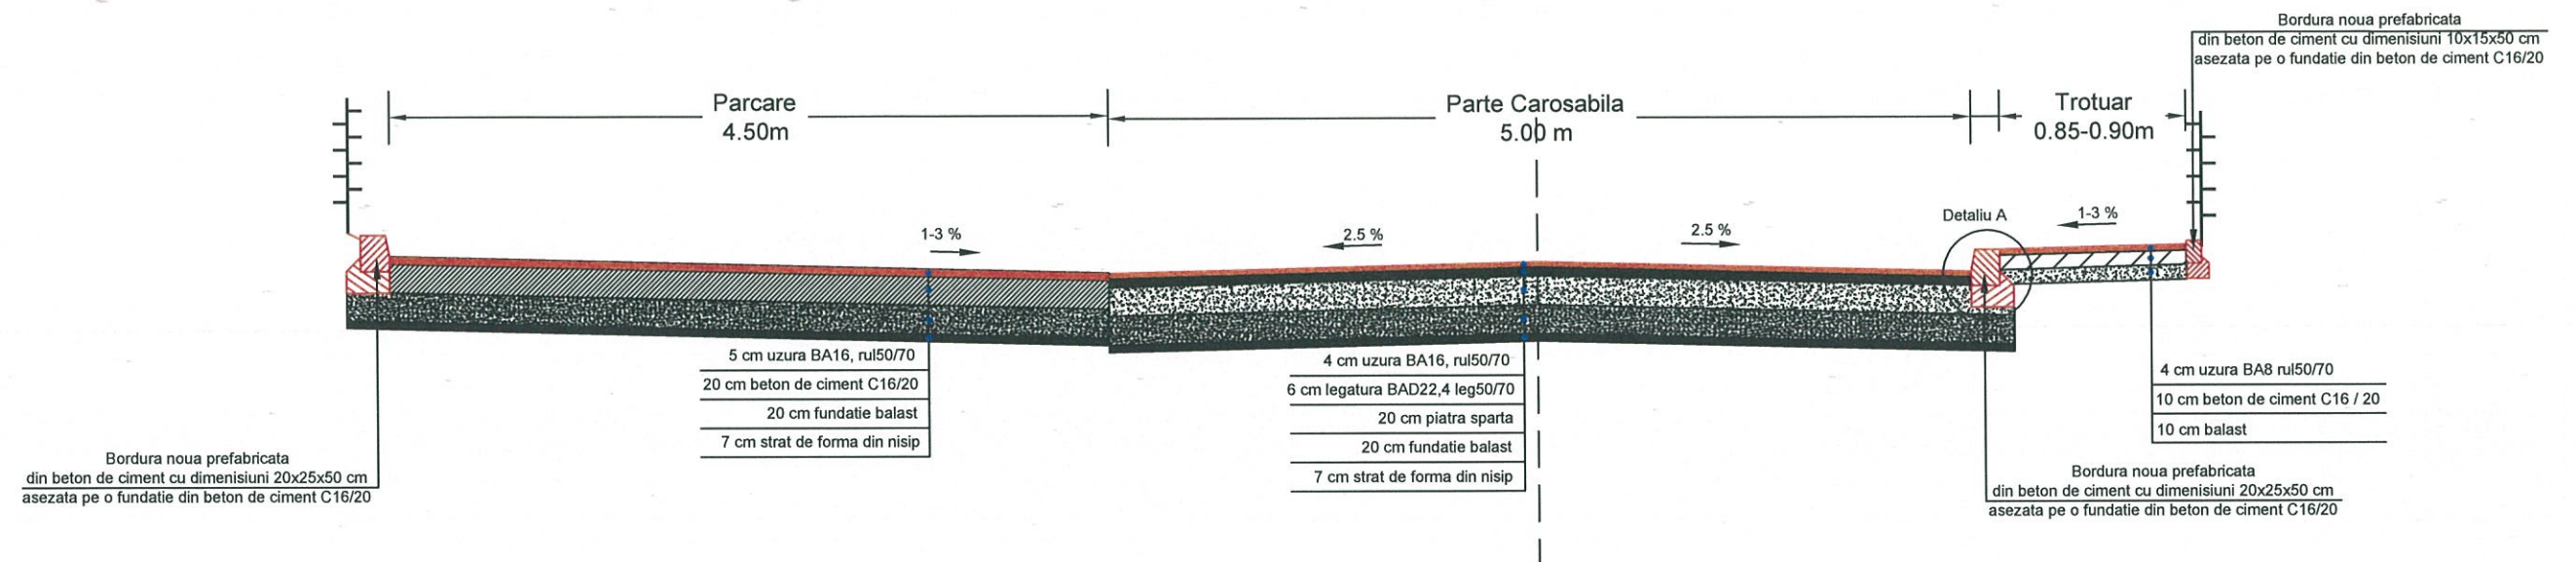 Bordura noua prefabricata
din beton de ciment cu dimenisiuni 10x15x50 cm
asezata pe o fundatie din beton de ciment C16/20
Parcare
4.50m
Parte Carosabila
5.00 m
Trotuar
0.85-0.90m
1-3 %
2.5 %
2.5 %
Detaliu A
1-3 %
5 cm uzura BA16, rul50/70
20 cm beton de ciment C16/20
20 cm fundatie balast
7 cm strat de forma din nisip
4 cm uzura BA16, rul50/70
6 cm legatura BAD22,4 leg50/70
20 cm piatra sparta
20 cm fundatie balast
7 cm strat de forma din nisip
4 cm uzura BA8 rul50/70
10 cm beton de ciment C16 / 20
10 cm balast
Bordura noua prefabricata
din beton de ciment cu dimenisiuni 20x25x50 cm
asezata pe o fundatie din beton de ciment C16/20
Bordura noua prefabricata
din beton de ciment cu dimenisiuni 20x25x50 cm
asezata pe o fundatie din beton de ciment C16/20